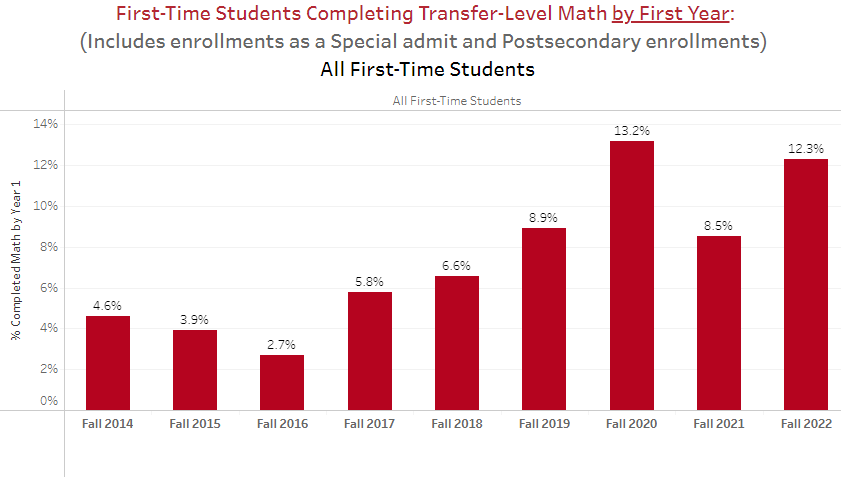 First-Time Students Completing Transfer-Level Math by First Year:
(Includes enrollments as a Special admit and Postsecondary enrollments)
All First-Time Students
All First-Time Students
% Completed Math by Year 1
14%
12%
10%
8%
6%
4%
2%
0%
4.6%
3.9%
2.7%
5.8%
6.6%
8.9%
13.2%
8.5%
12.3%
Fall 2014
Fall 2015
Fall 2016
Fall 2017
Fall 2018
Fall 2019
Fall 2020
Fall 2021
Fall 2022